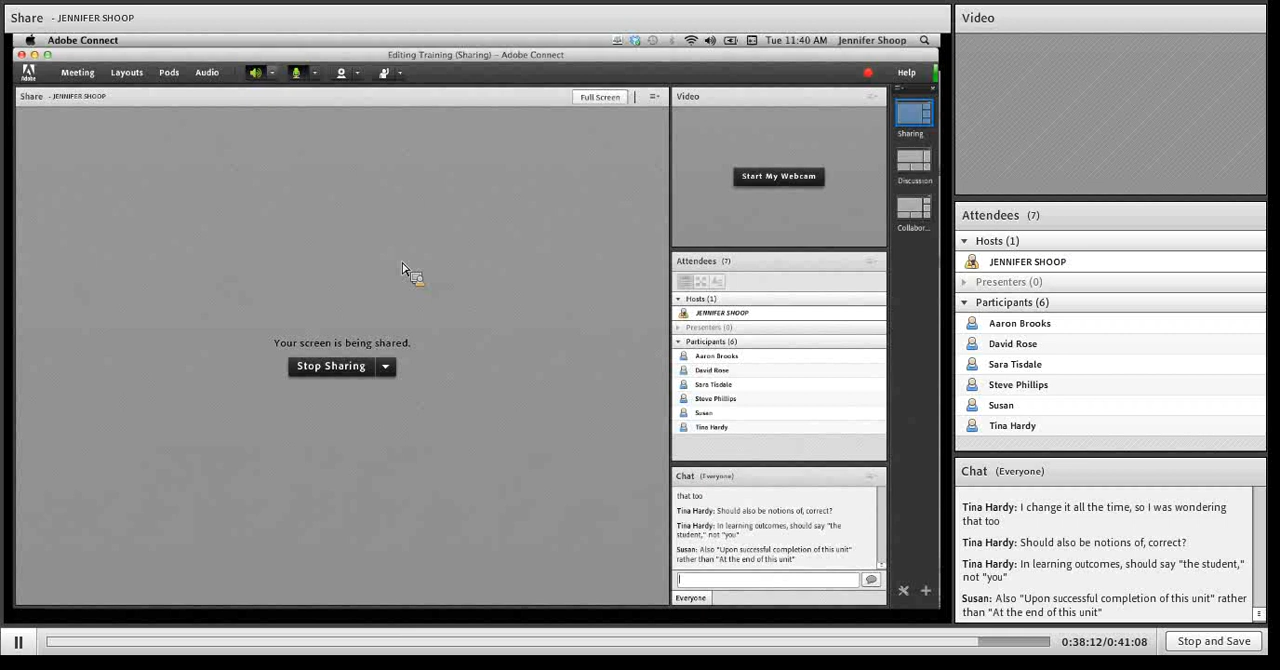 Share - JENNIFER SHOOP
Adobe Connect
Tue 11:40 AM Jennifer Shoop
Editing Training (Sharing) – Adobe Connect
Adobe
Meeting Layouts Pods Audio
Help
Share - JENNIFER SHOOP
Full Screen
Your screen is being shared.
Stop Sharing
Video
Start My Webcam
Attendees (7)
Hosts (1)
JENNIFER SHOOP
Presenters (0)
Participants (6)
Aaron Brooks
David Rose
Sara Tisdale
Steve Phillips
Susan
Tina Hardy
Chat (Everyone)
that too
Tina Hardy: Should also be notions of, correct?
Tina Hardy: In learning outcomes, should say "the
student," not "you"
Susan: Also "Upon successful completion of this unit"
rather than "At the end of this unit"
Everyone
Sharing
Discussion
Collabor...
Video
Attendees (7)
Hosts (1)
JENNIFER SHOOP
Presenters (0)
Participants (6)
Aaron Brooks
David Rose
Sara Tisdale
Steve Phillips
Susan
Tina Hardy
Chat (Everyone)
Tina Hardy: I change it all the time, so I was wondering
that too
Tina Hardy: Should also be notions of, correct?
Tina Hardy: In learning outcomes, should say "the student,"
not "you"
Susan: Also "Upon successful completion of this unit" rather
than "At the end of this unit"
0:38:12/0:41:08
Stop and Save